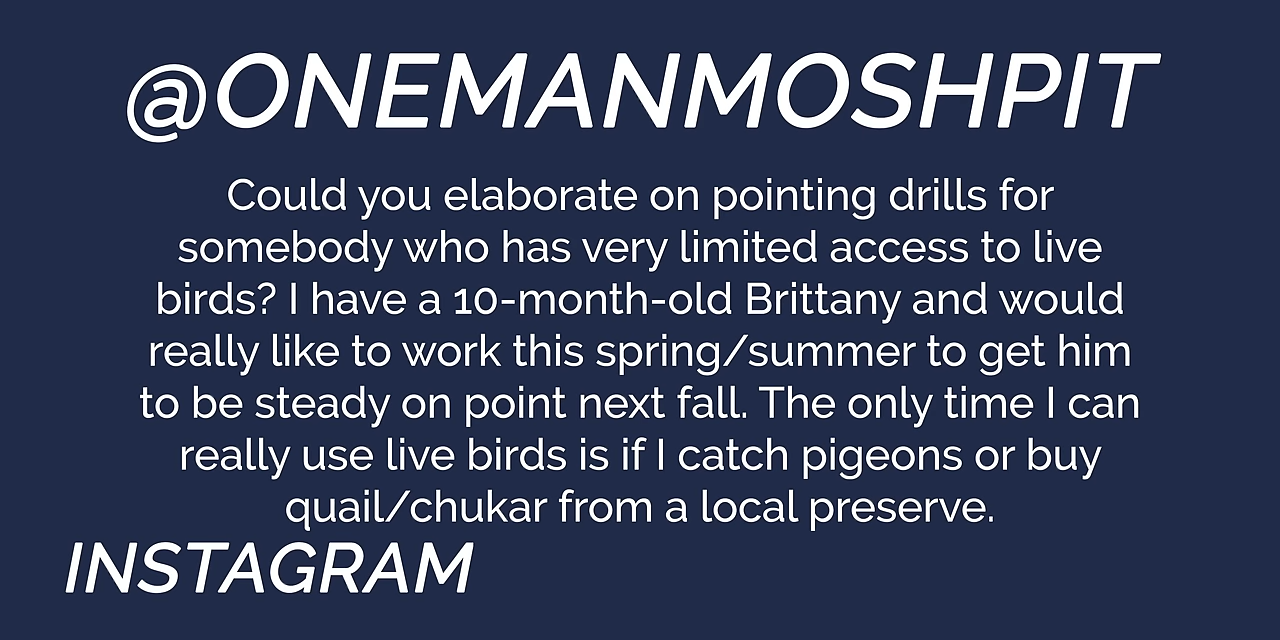 @ONEMANMOSHPIT
Could you elaborate on pointing drills for
somebody who has very limited access to live
birds? I have a 10-month-old Brittany and would
really like to work this spring/summer to get him
to be steady on point next fall. The only time I can
really use live birds is if I catch pigeons or buy
quail/chukar from a local preserve.
INSTAGRAM